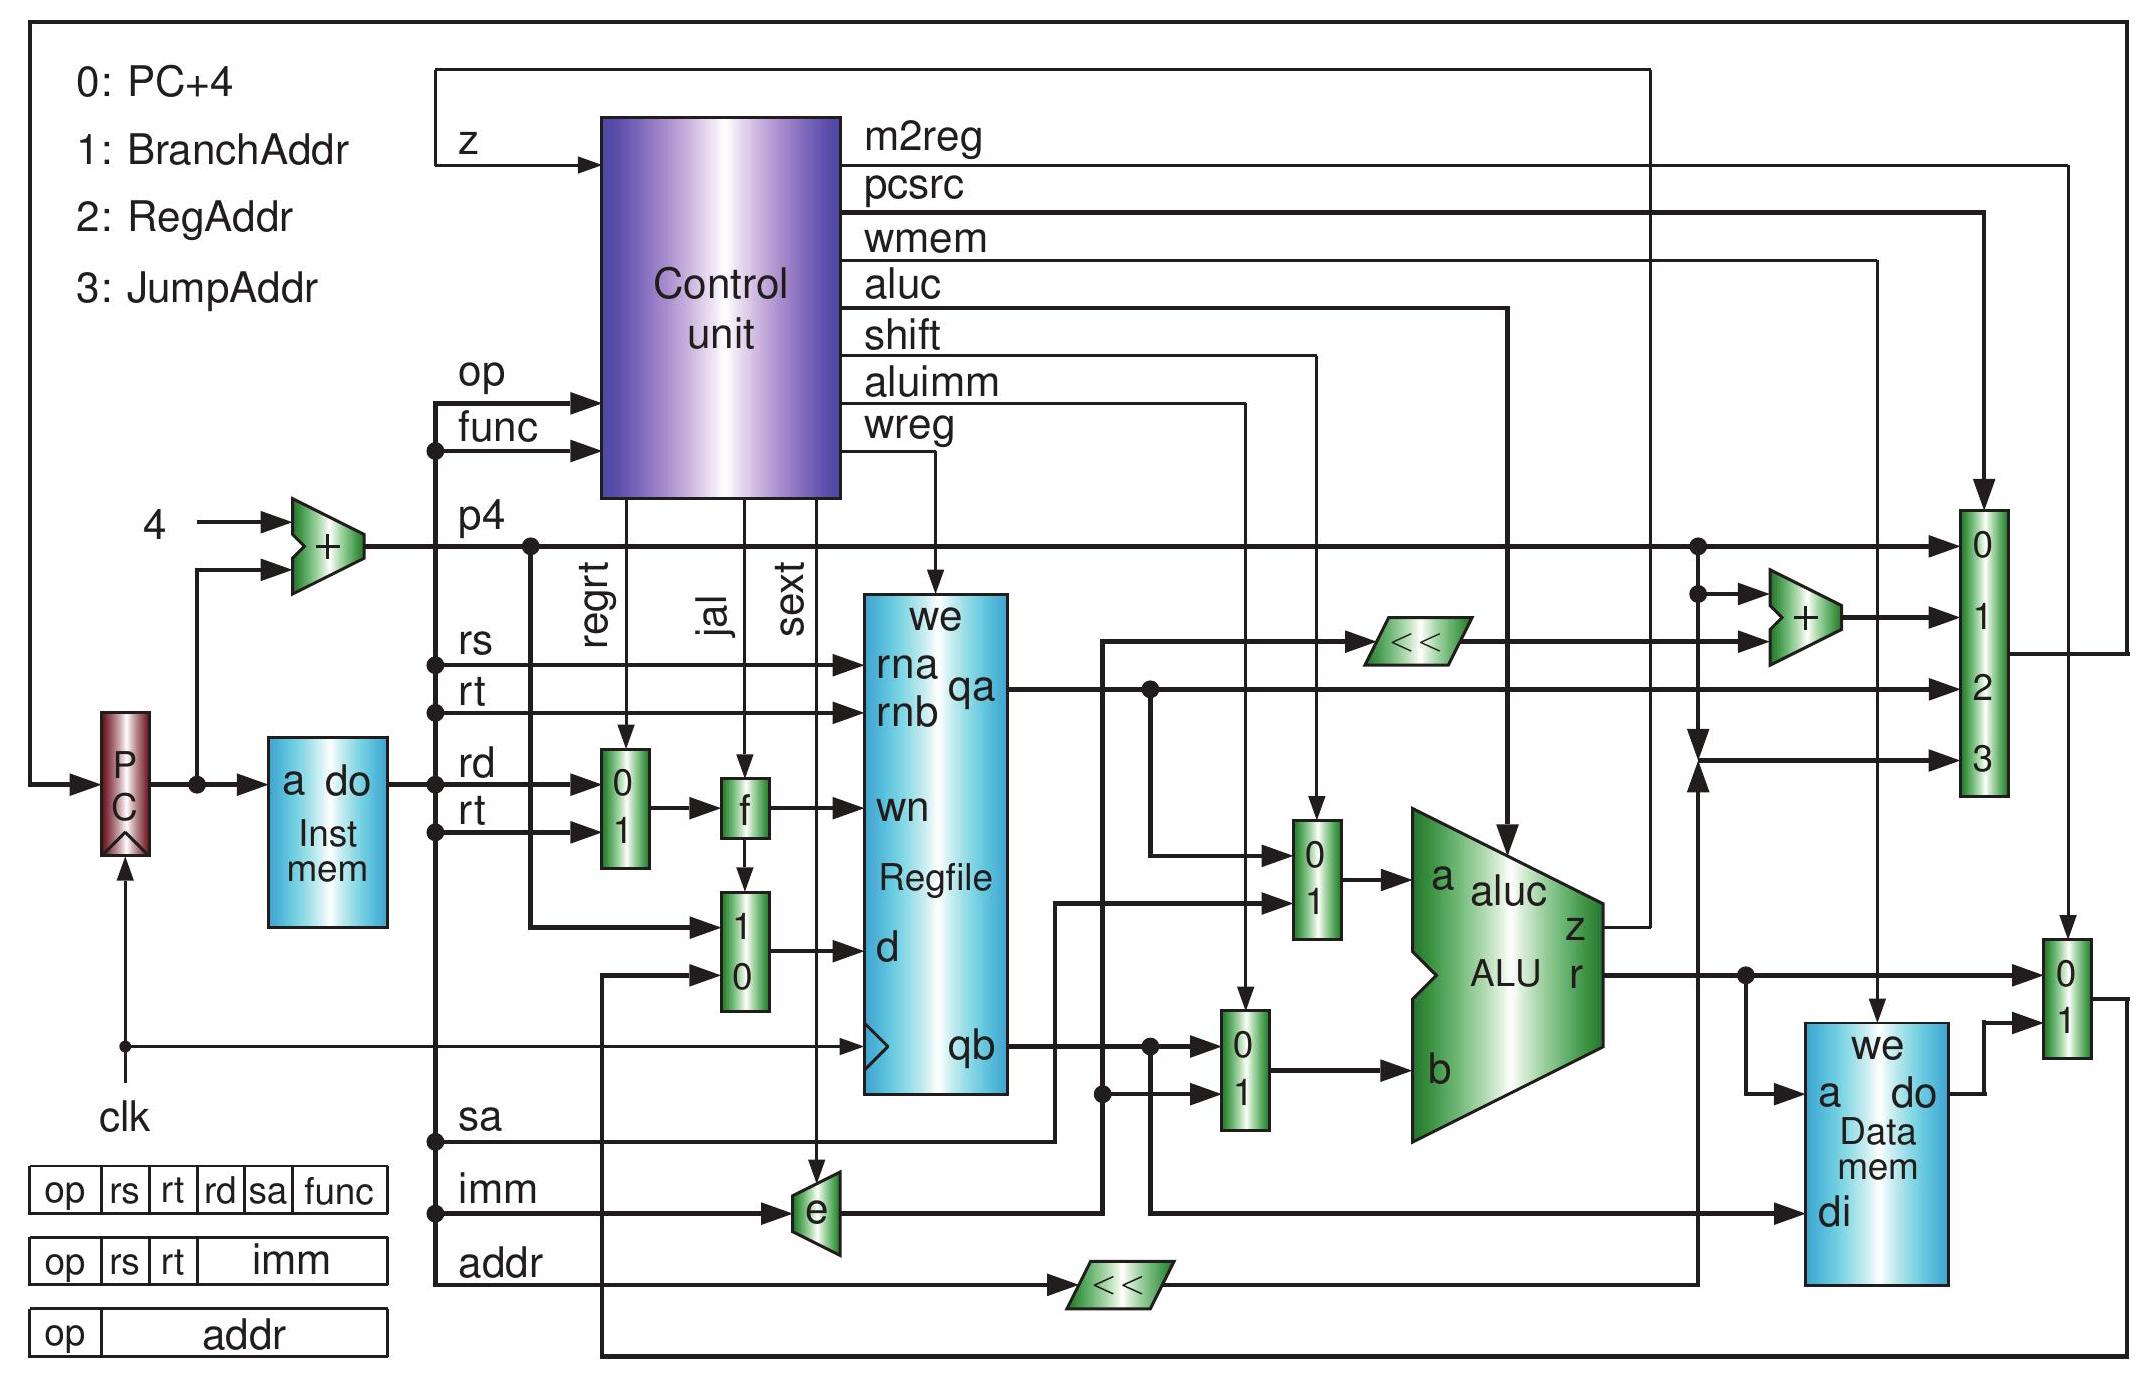 0: PC+4
1: BranchAddr
2: RegAddr
3: JumpAddr
z
Control
unit
m2reg
pcsrc
wmem
aluc
shift
aluimm
wreg
op
func
4
+
p4
regrt
jal
sext
rs
rt
rd
rt
P
C
a do
Inst
mem
0
1
f
1
0
we
rna
qa
rnb
wn
Regfile
d
qb
<<
+
0
1
2
3
0
1
a
aluc
z
ALU
r
b
0
1
0
1
we
a do
Data
mem
di
clk
sa
imm
e
addr
<<
op rs rt rd sa func
op rs rt imm
op addr